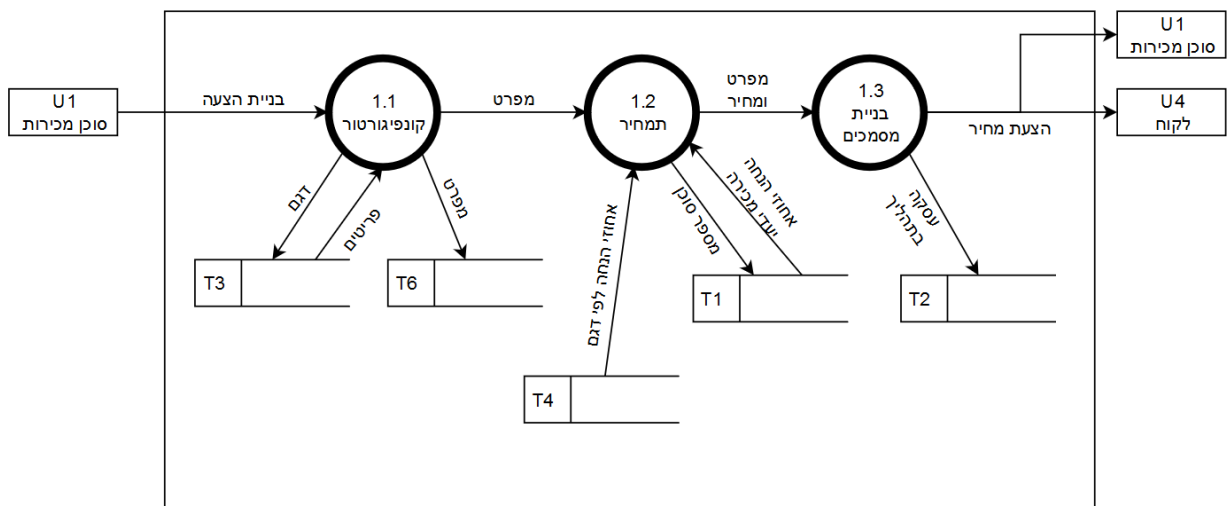 U1
סוכן מכירות
U1
סוכן מכירות
בניית הצעה
1.1
קונפיגורטור
מפרט
1.2
תמחיר
מפרט
ומחיר
1.3
בניית
מסמכים
הצעת מחיר
U4
לקוח
דגם
פריטים
מפרט
אחוזי הנחה לפי דגם
מספר סוכן
אחוזי הנחה
יעדי מכירה
עסקה
בתהליך
T3
T6
T1
T2
T4